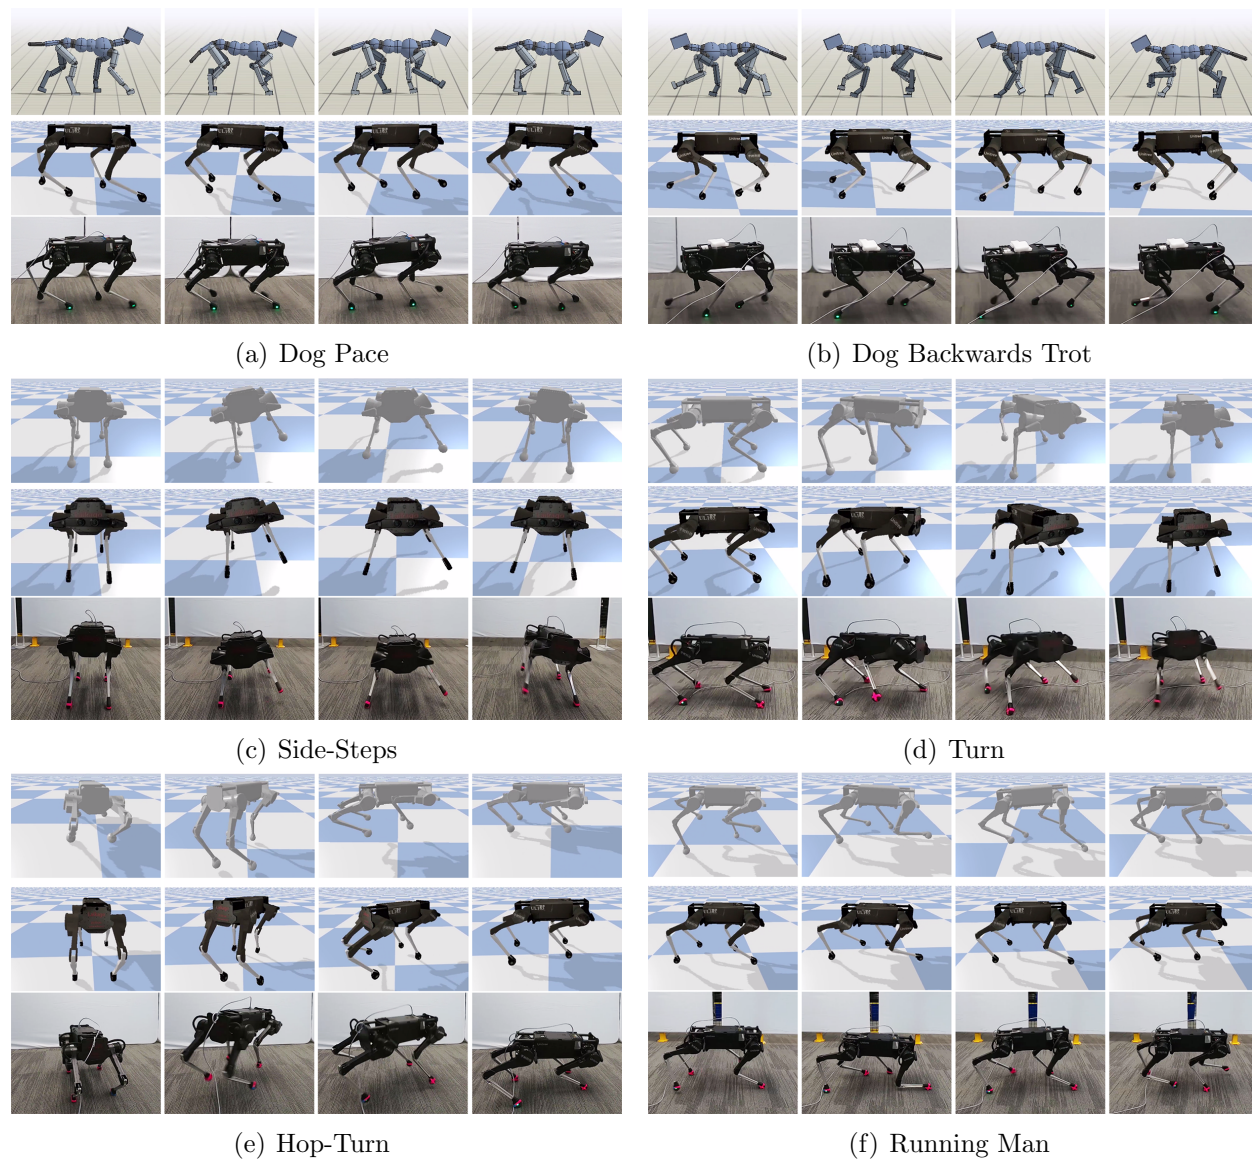 (a) Dog Pace
(b) Dog Backwards Trot
(c) Side-Steps
(d) Turn
(e) Hop-Turn
(f) Running Man